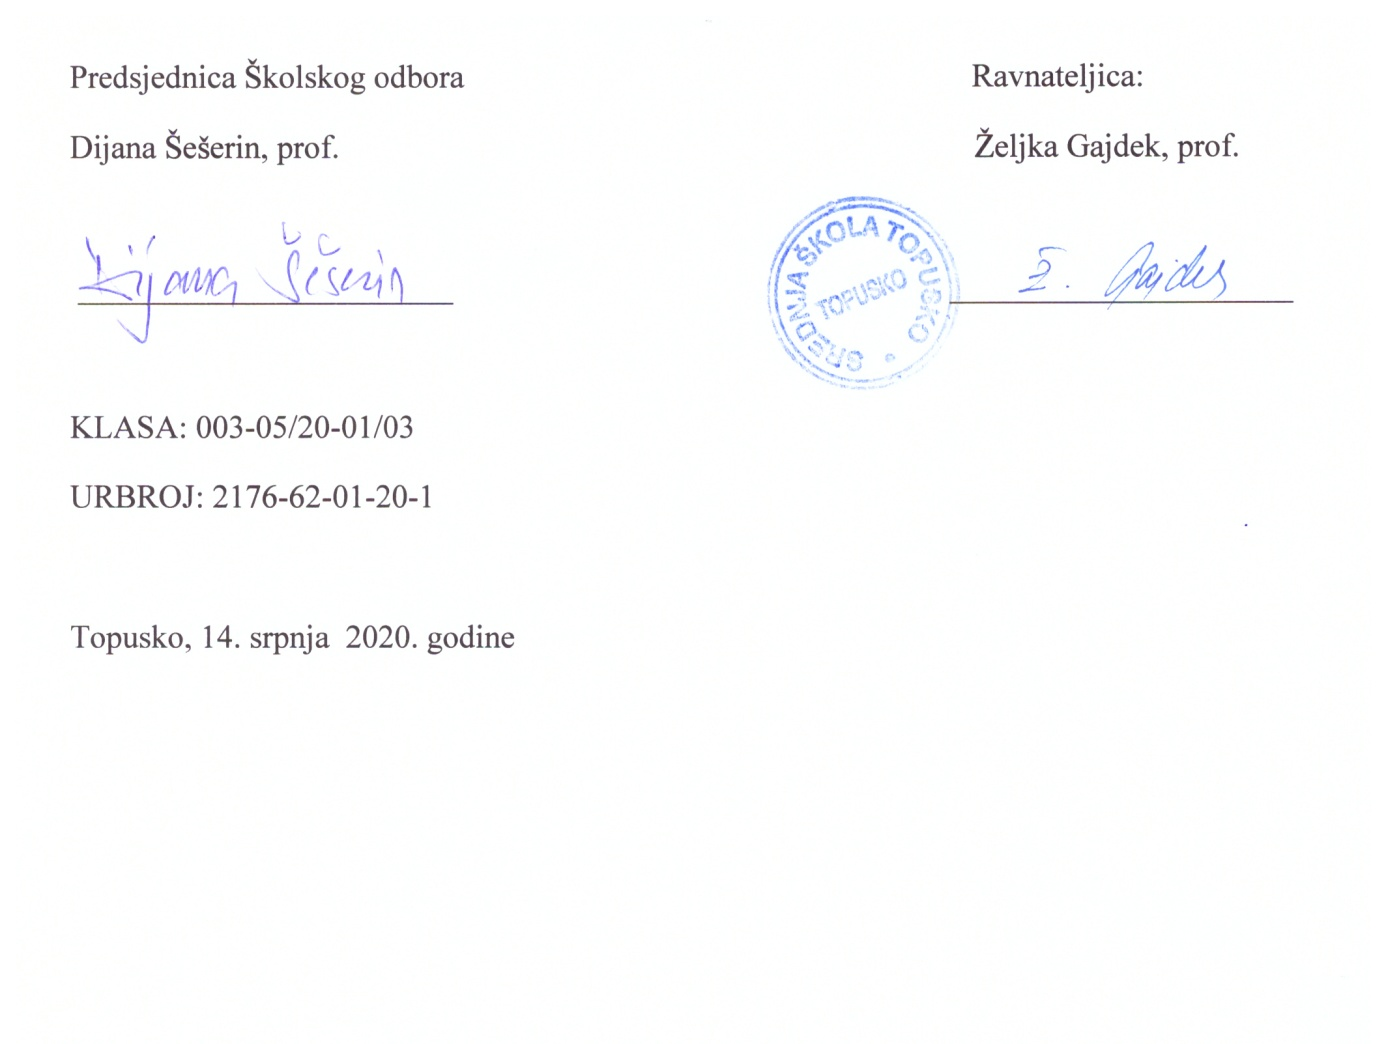 Predsjednica Školskog odbora
Ravnateljica:
Dijana Šešerin, prof.
Željka Gajdek, prof.
Dijana Šešerin
SREDNJA ŠKOLA TOPUSKO
TOPUSKO
Ž. Gajdek
KLASA: 003-05/20-01/03
URBROJ: 2176-62-01-20-1
Topusko, 14. srpnja 2020. godine